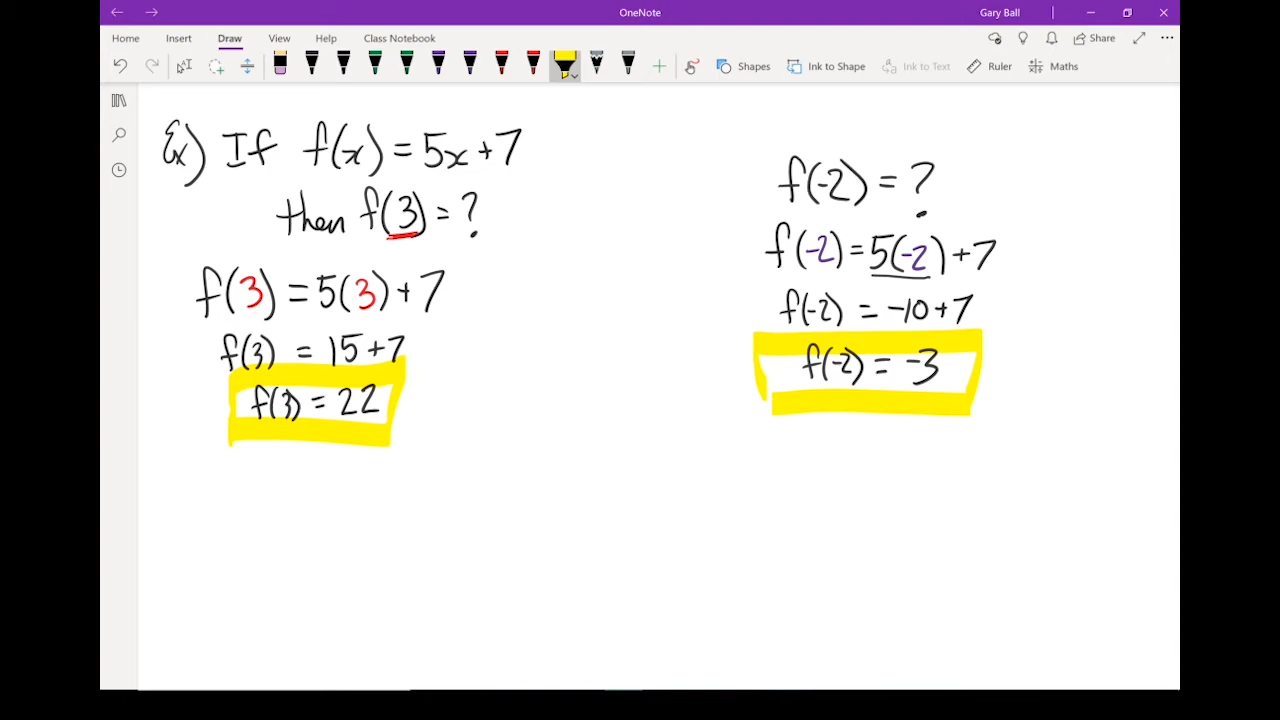 OneNote
Gary Ball
Home Insert Draw View Help Class Notebook
Share
Shapes Ink to Shape Ink to Text Ruler Maths
Ex) If f(x) = 5x + 7
then f(3) = ?
f(3) = 5(3) + 7
f(3) = 15 + 7
f(3) = 22
f(-2) = ?
f(-2) = 5(-2) + 7
f(-2) = -10 + 7
f(-2) = -3